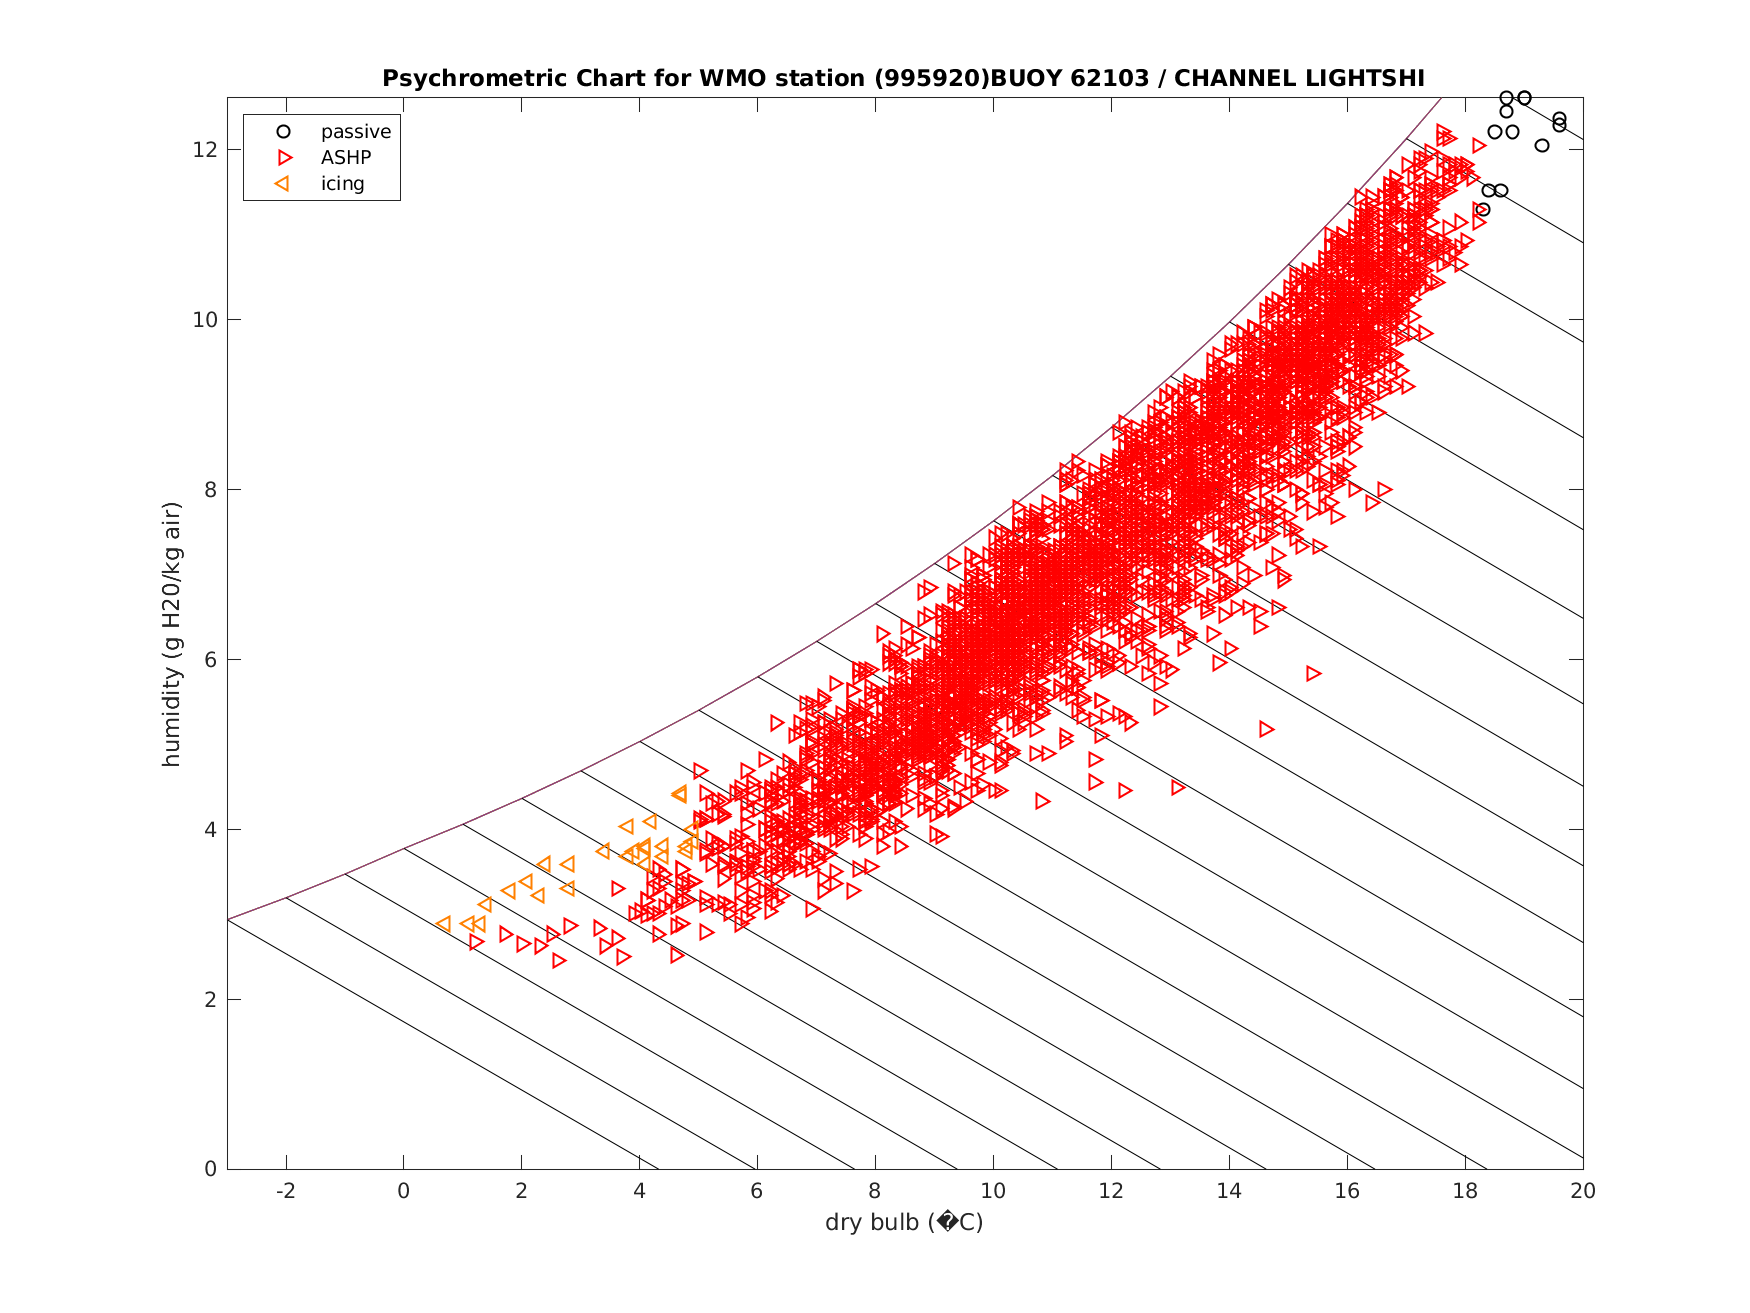 Psychrometric Chart for WMO station (995920)BUOY 62103 / CHANNEL LIGHTSHI
passive
ASHP
icing
12
10
8
6
4
2
0
humidity (g H20/kg air)
-2 0 2 4 6 8 10 12 14 16 18 20
dry bulb (�C)